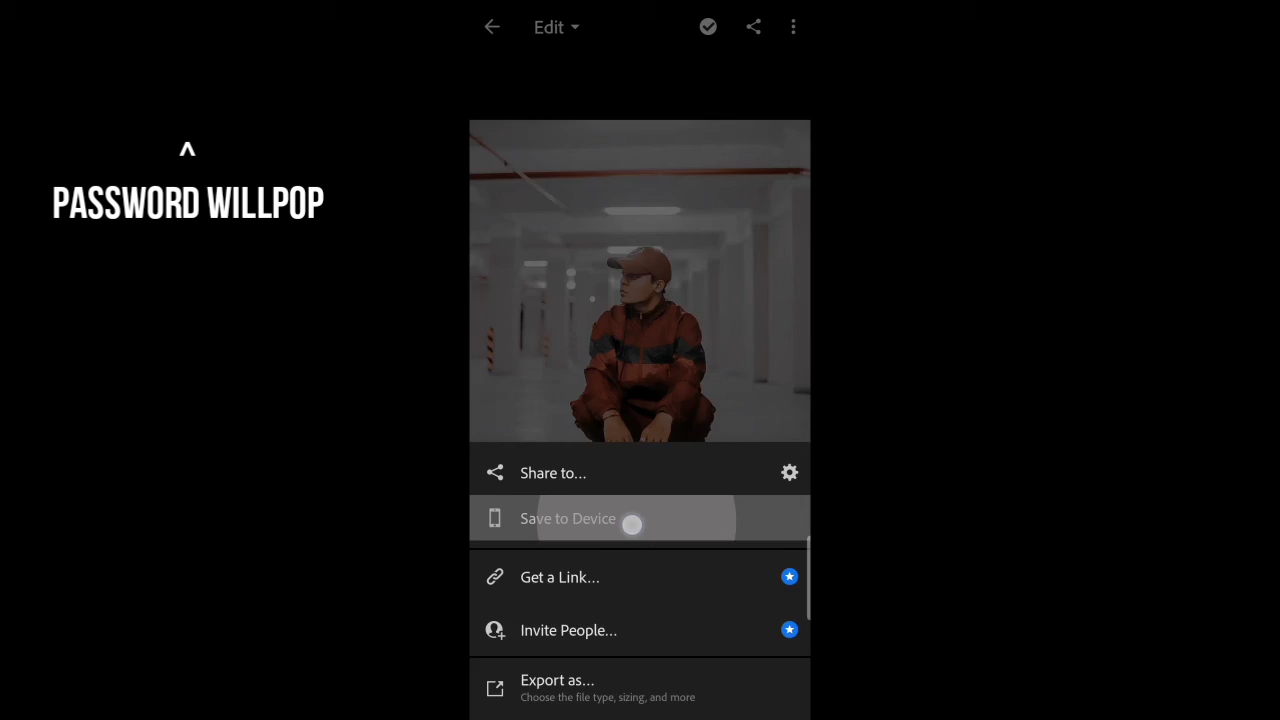 Edit
^
PASSWORD WILLPOP
Share to...
Save to Device
Get a Link...
Invite People...
Export as...
Choose the file type, sizing, and more